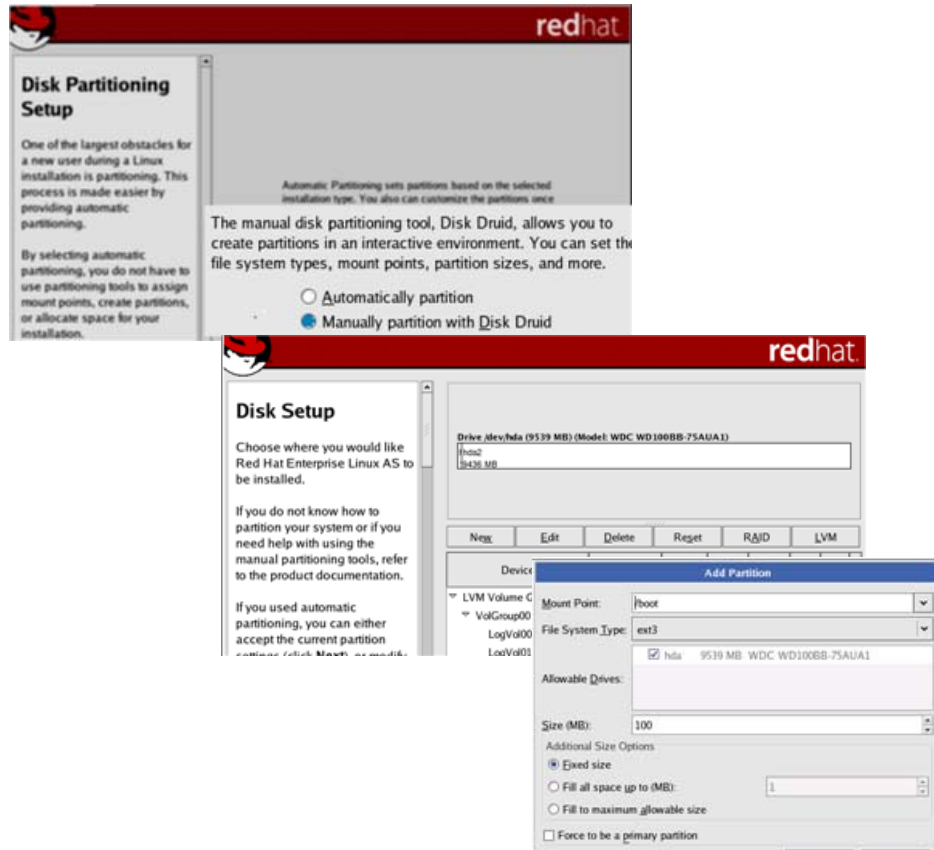 redhat
Disk Partitioning
Setup
One of the largest obstacles for
a new user during a Linux
installation is partitioning. This
process is made easier by
providing automatic
partitioning.
By selecting automatic
partitioning, you do not have to
use partitioning tools to assign
mount points, create partitions,
or allocate space for your
installation.
Automatic Partitioning sets partitions based on the selected
installation type. You also can customize the partitions once
The manual disk partitioning tool, Disk Druid, allows you to
create partitions in an interactive environment. You can set the
file system types, mount points, partition sizes, and more.
Automatically partition
Manually partition with Disk Druid
redhat.
Disk Setup
Choose where you would like
Red Hat Enterprise Linux AS to
be installed.
If you do not know how to
partition your system or if you
need help with using the
manual partitioning tools, refer
to the product documentation.
If you used automatic
partitioning, you can either
accept the current partition
settings (click Next), or modify
Drive /dev/hda (9539 MB) (Model: WDC WD100BB-75AUA1)
hda2
9436 MB
New Edit Delete Reset RAID LVM
Device
LVM Volume G
VolGroup00
LogVol00
LogVol01
Add Partition
Mount Point: /boot
File System Type: ext3
Allowable Drives: hda 9539 MB WDC WD100BB-75AUA1
Size (MB): 100
Additional Size Options
Fixed size
Fill all space up to (MB): 1
Fill to maximum allowable size
Force to be a primary partition